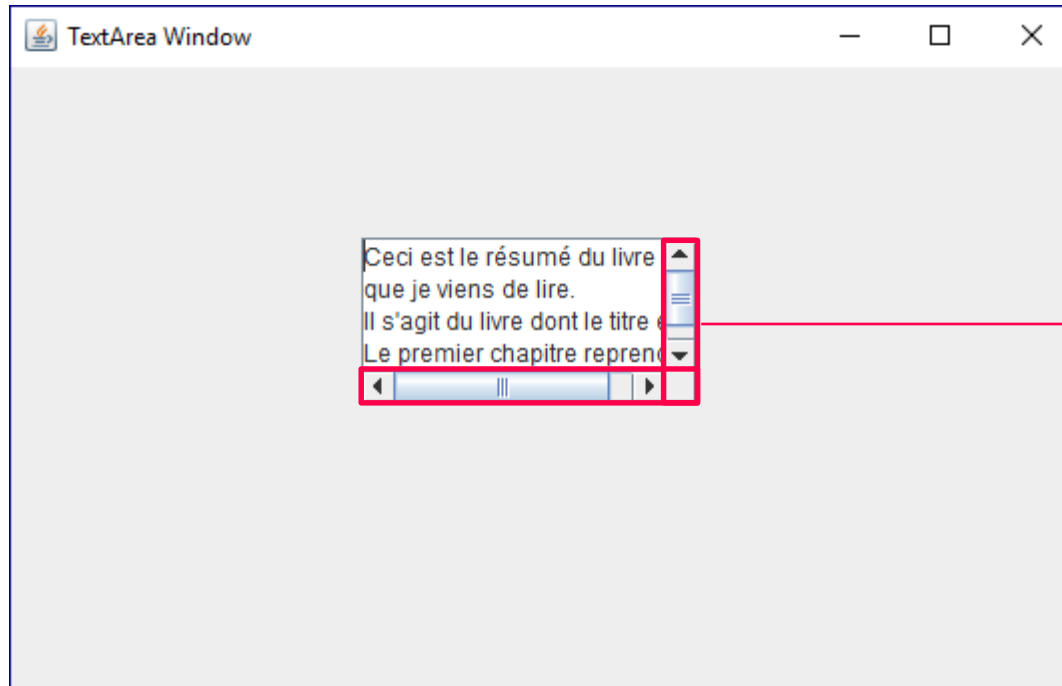 TextArea Window
Ceci est le résumé du livre
que je viens de lire.
Il s'agit du livre dont le titre
Le premier chapitre